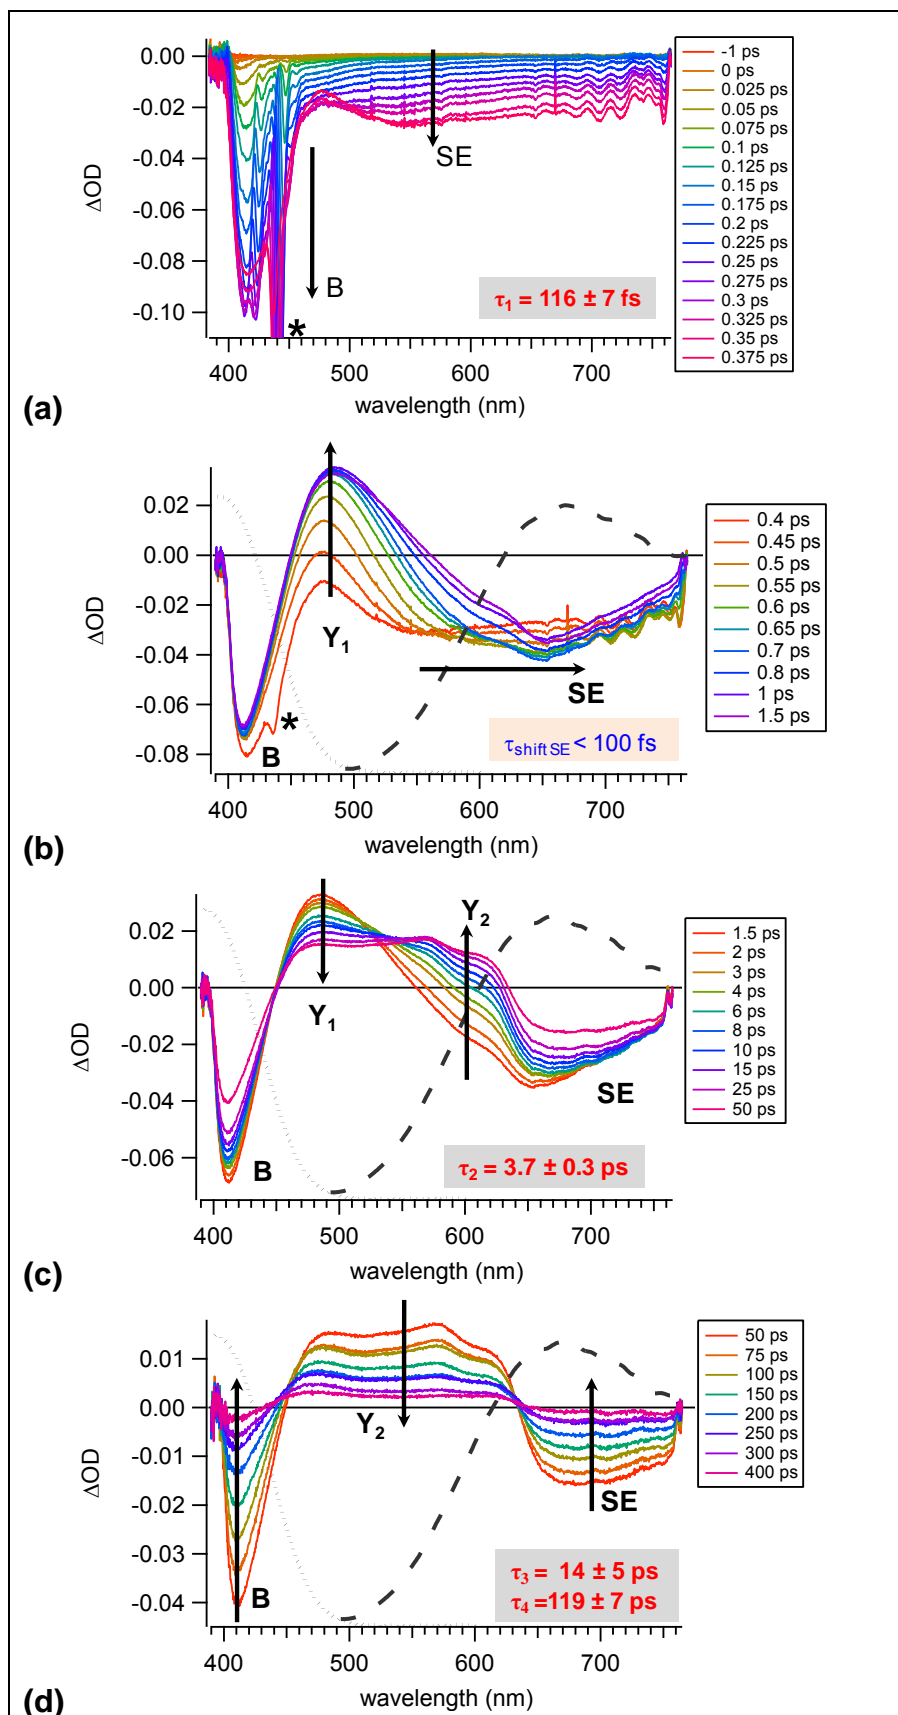 0.00
-0.02
-0.04
-0.06
-0.08
-0.10
ΔOD
SE
B
*
τ1 = 116 ± 7 fs
-1 ps
0 ps
0.025 ps
0.05 ps
0.075 ps
0.1 ps
0.125 ps
0.15 ps
0.175 ps
0.2 ps
0.225 ps
0.25 ps
0.275 ps
0.3 ps
0.325 ps
0.35 ps
0.375 ps
400 500 600 700
wavelength (nm)
(a)
0.02
0.00
-0.02
-0.04
-0.06
-0.08
ΔOD
Y1
SE
B
*
τshift SE < 100 fs
0.4 ps
0.45 ps
0.5 ps
0.55 ps
0.6 ps
0.65 ps
0.7 ps
0.8 ps
1 ps
1.5 ps
400 500 600 700
wavelength (nm)
(b)
0.02
0.00
-0.02
-0.04
-0.06
ΔOD
Y1
Y2
SE
B
τ2 = 3.7 ± 0.3 ps
1.5 ps
2 ps
3 ps
4 ps
6 ps
8 ps
10 ps
15 ps
25 ps
50 ps
400 500 600 700
wavelength (nm)
(c)
0.01
0.00
-0.01
-0.02
-0.03
-0.04
ΔOD
Y2
SE
B
τ3 = 14 ± 5 ps
τ4 =119 ± 7 ps
50 ps
75 ps
100 ps
150 ps
200 ps
250 ps
300 ps
400 ps
400 500 600 700
wavelength (nm)
(d)